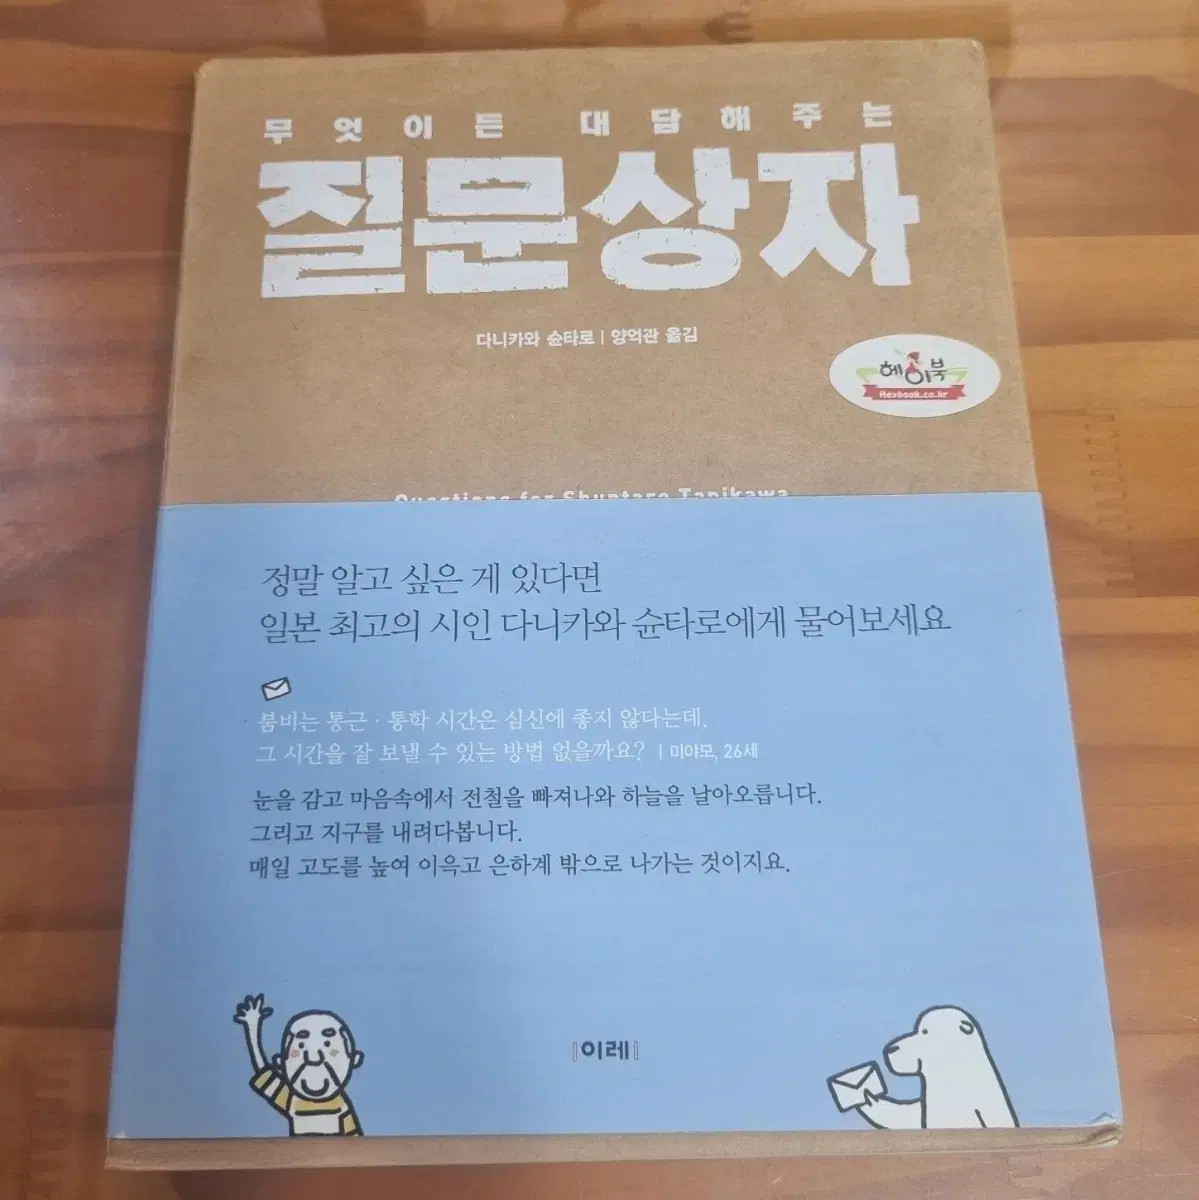 무엇이든 대답해주는
질문상자
다니카와 슌타로 | 양억관 옮김
헤이북
Heybook.co.kr
Questions for Shuntaro Tanikawa
정말 알고 싶은 게 있다면
일본 최고의 시인 다니카와 슌타로에게 물어보세요
붐비는 통근 · 통학 시간은 심신에 좋지 않다는데,
그 시간을 잘 보낼 수 있는 방법 없을까요? | 미야모, 26세
눈을 감고 마음속에서 전철을 빠져나와 하늘을 날아오릅니다.
그리고 지구를 내려다봅니다.
매일 고도를 높여 이윽고 은하계 밖으로 나가는 것이지요.
이레